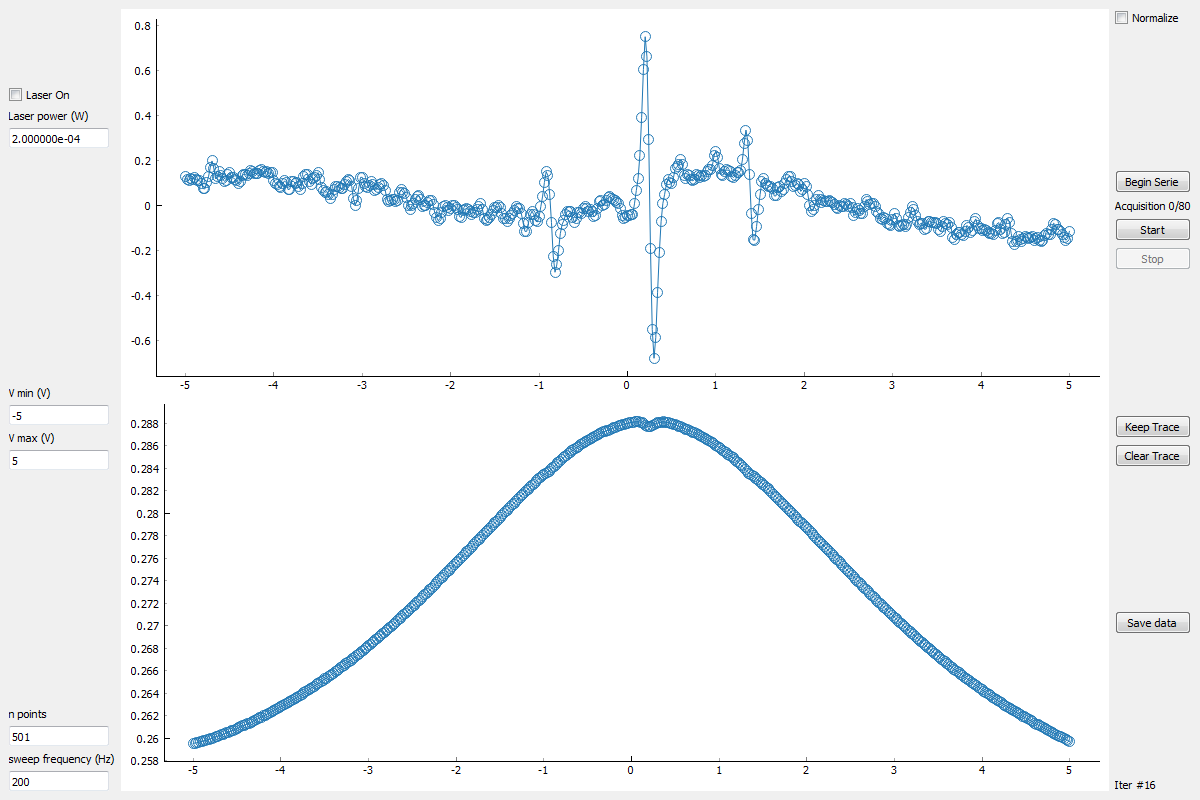 Laser On
Laser power (W)
2.000000e-04
V min (V)
-5
V max (V)
5
n points
501
sweep frequency (Hz)
200
0.8
0.6
0.4
0.2
0
-0.2
-0.4
-0.6
-5 -4 -3 -2 -1 0 1 2 3 4 5
0.288
0.286
0.284
0.282
0.28
0.278
0.276
0.274
0.272
0.27
0.268
0.266
0.264
0.262
0.26
0.258
-5 -4 -3 -2 -1 0 1 2 3 4 5
Normalize
Begin Serie
Acquisition 0/80
Start
Stop
Keep Trace
Clear Trace
Save data
Iter #16